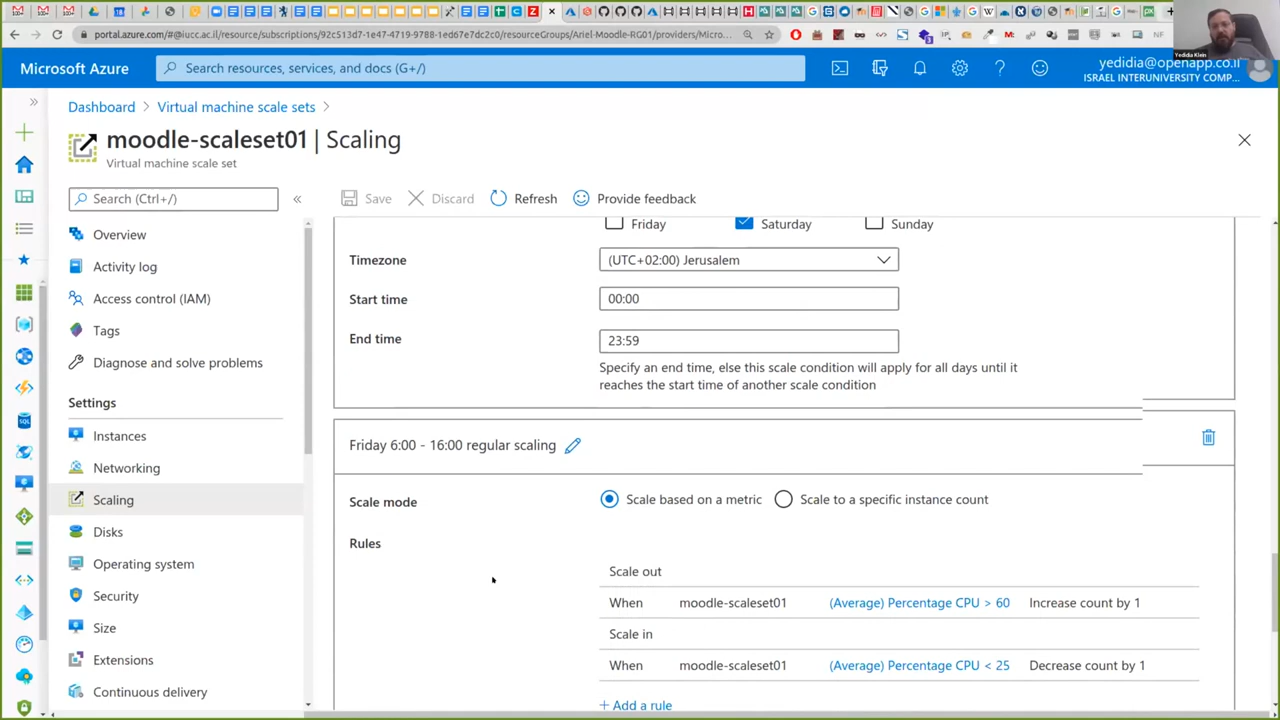 portal.azure.com/#@iucc.ac.il/resource/subscriptions/92c513d7-1e47-4719-9788-1ed67e7dc2c0/resourceGroups/Ariel-Moodle-RG01/providers/Micro...
Yedidia Klein
Microsoft Azure
Search resources, services, and docs (G+/)
yedidia@openapp.co.il
ISRAEL INTERUNIVERSITY COMP...
Dashboard > Virtual machine scale sets >
moodle-scaleset01 | Scaling
Virtual machine scale set
Search (Ctrl+/)
Save
Discard
Refresh
Provide feedback
Overview
Activity log
Access control (IAM)
Tags
Diagnose and solve problems
Settings
Instances
Networking
Scaling
Disks
Operating system
Security
Size
Extensions
Continuous delivery
Friday Saturday Sunday
Timezone (UTC+02:00) Jerusalem
Start time 00:00
End time 23:59
Specify an end time, else this scale condition will apply for all days until it
reaches the start time of another scale condition
Friday 6:00 - 16:00 regular scaling
Scale mode Scale based on a metric Scale to a specific instance count
Rules
Scale out
When moodle-scaleset01 (Average) Percentage CPU > 60 Increase count by 1
Scale in
When moodle-scaleset01 (Average) Percentage CPU < 25 Decrease count by 1
+ Add a rule